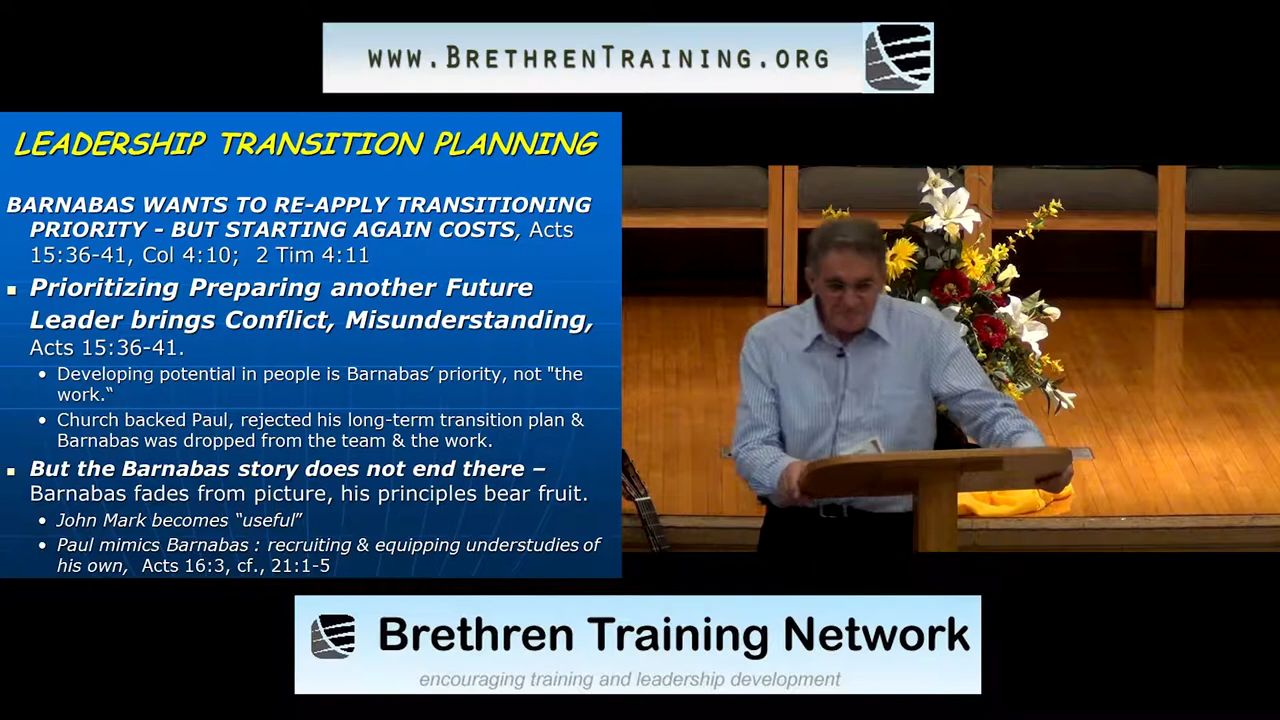 www.BrethrenTraining.org
LEADERSHIP TRANSITION PLANNING
BARNABAS WANTS TO RE-APPLY TRANSITIONING
PRIORITY - BUT STARTING AGAIN COSTS, Acts
15:36-41, Col 4:10; 2 Tim 4:11
Prioritizing Preparing another Future
Leader brings Conflict, Misunderstanding,
Acts 15:36-41.
• Developing potential in people is Barnabas’ priority, not "the
work.“
• Church backed Paul, rejected his long-term transition plan &
Barnabas was dropped from the team & the work.
But the Barnabas story does not end there –
Barnabas fades from picture, his principles bear fruit.
• John Mark becomes “useful”
• Paul mimics Barnabas : recruiting & equipping understudies of
his own, Acts 16:3, cf., 21:1-5
Brethren Training Network
encouraging training and leadership development